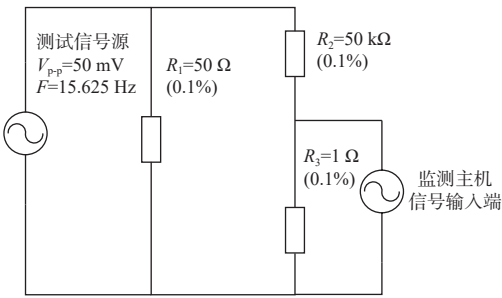 测试信号源
Vp-p=50 mV
F=15.625 Hz
R1=50 Ω
(0.1%)
R2=50 kΩ
(0.1%)
R3=1 Ω
(0.1%)
监测主机
信号输入端